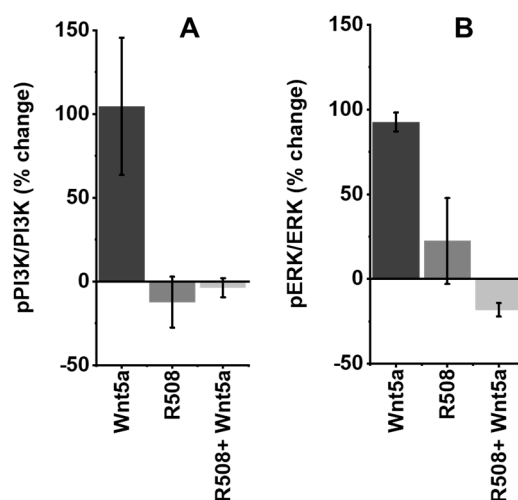 A
pPI3K/PI3K (% change)
150
100
50
0
-50
Wnt5a
R508
R508+ Wnt5a
B
pERK/ERK (% change)
150
100
50
0
-50
Wnt5a
R508
R508+ Wnt5a